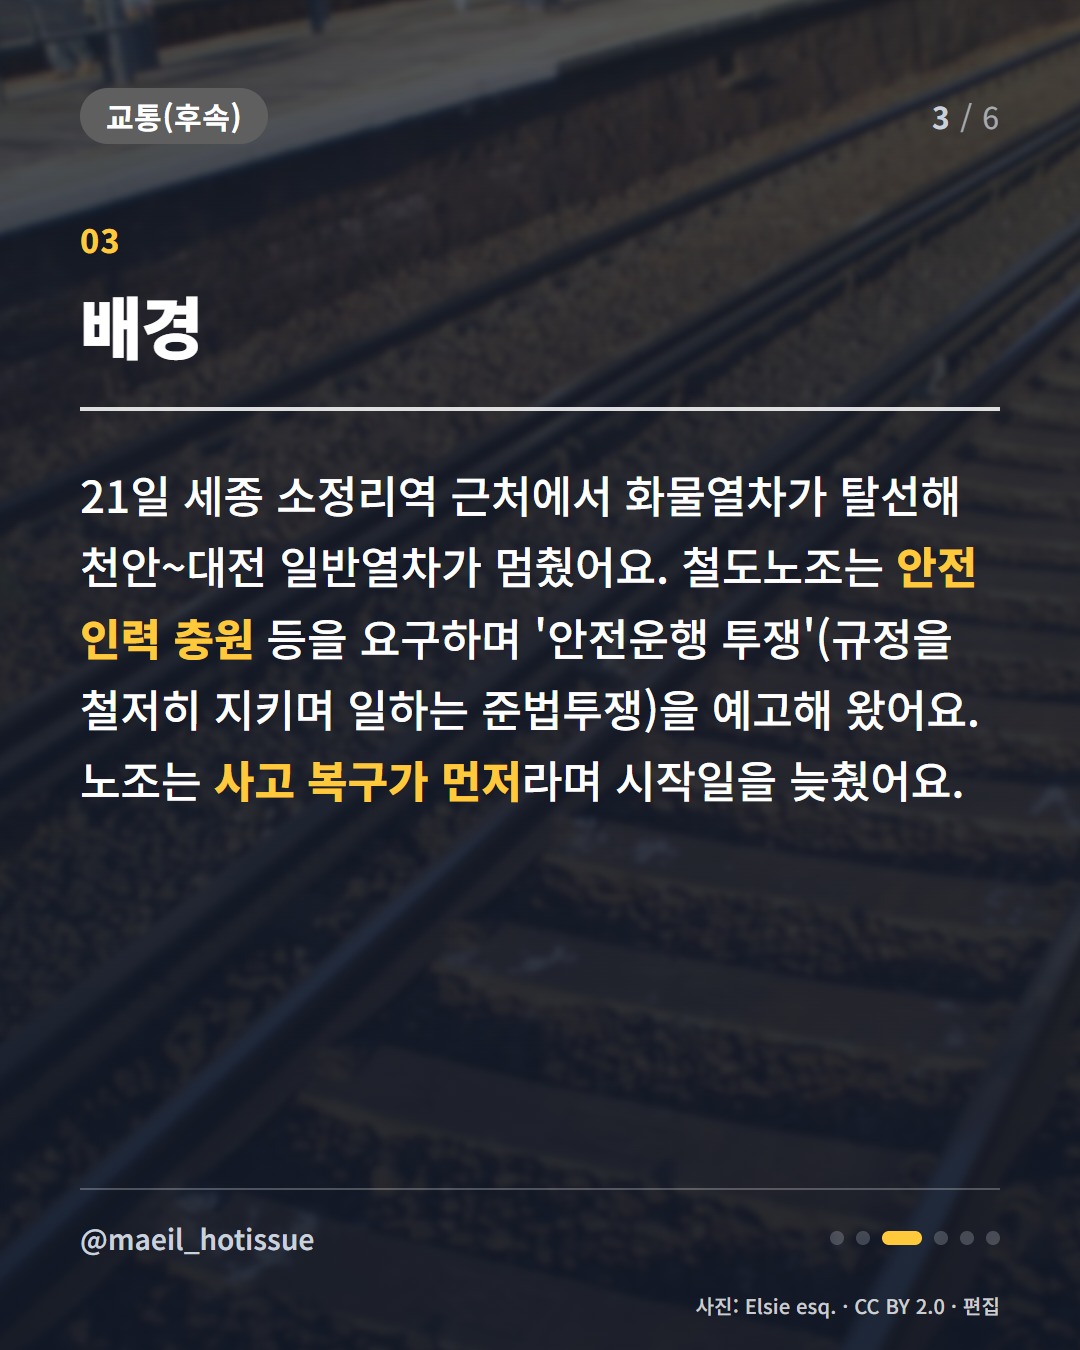 교통(후속)
3 / 6
03
배경
21일 세종 소정리역 근처에서 화물열차가 탈선해
천안~대전 일반열차가 멈췄어요. 철도노조는 안전
인력 충원 등을 요구하며 '안전운행 투쟁'(규정을
철저히 지키며 일하는 준법투쟁)을 예고해 왔어요.
노조는 사고 복구가 먼저라며 시작일을 늦췄어요.
@maeil_hotissue
사진: Elsie esq. · CC BY 2.0 · 편집